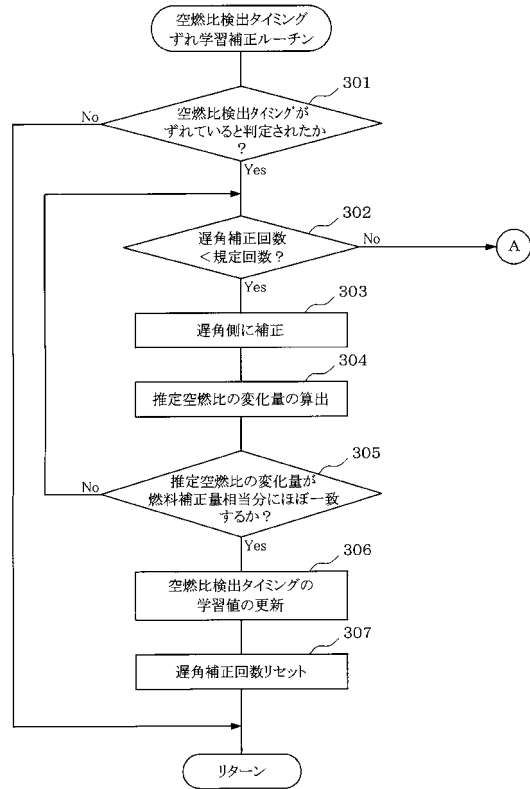 空燃比検出タイミング
ずれ学習補正ルーチン
301
空燃比検出タイミングが
ずれていると判定されたか
?
No
Yes
302
遅角補正回数
<規定回数?
No
A
Yes
303
遅角側に補正
304
推定空燃比の変化量の算出
305
推定空燃比の変化量が
燃料補正量相当分にほぼ一致
するか?
No
Yes
306
空燃比検出タイミングの
学習値の更新
307
遅角補正回数リセット
リターン